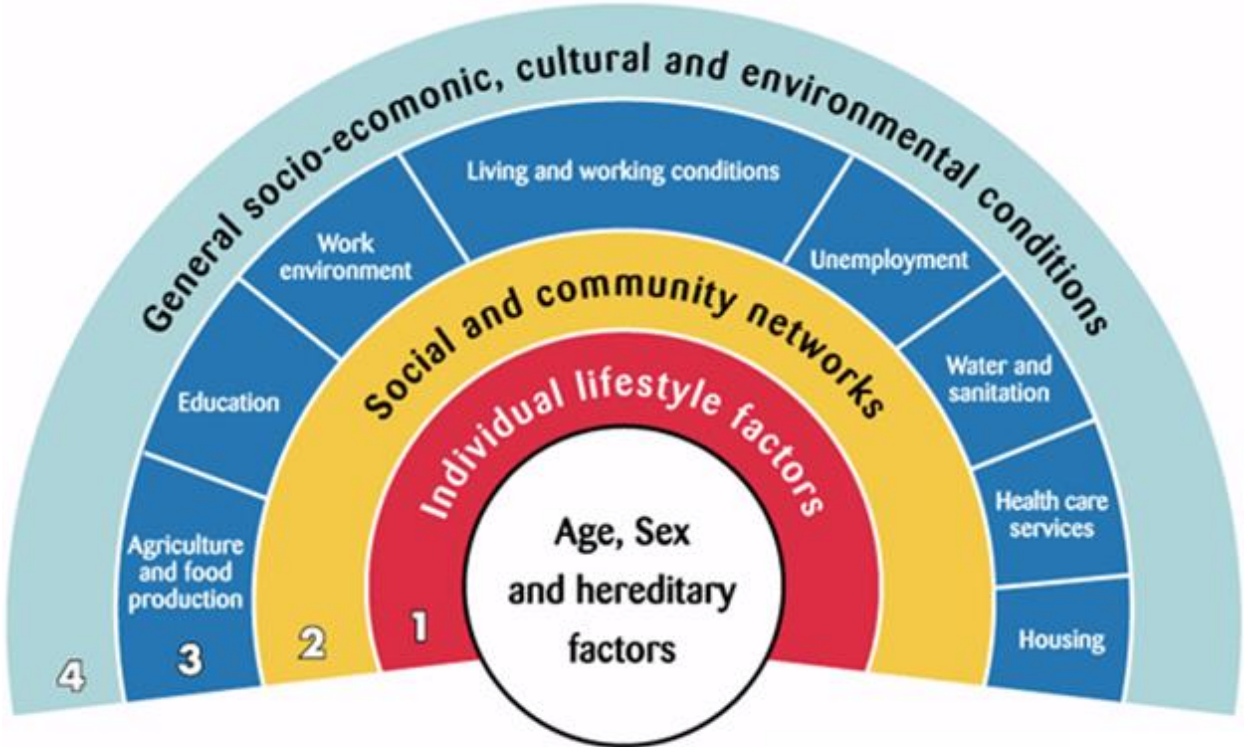 General socio-ecomonic, cultural and environmental conditions
Living and working conditions
Work
environment
Unemployment
Education
Water and
sanitation
Agriculture
and food
production
Health care
services
Housing
Social and community networks
Individual lifestyle factors
Age, Sex
and hereditary
factors
4
3
2
1